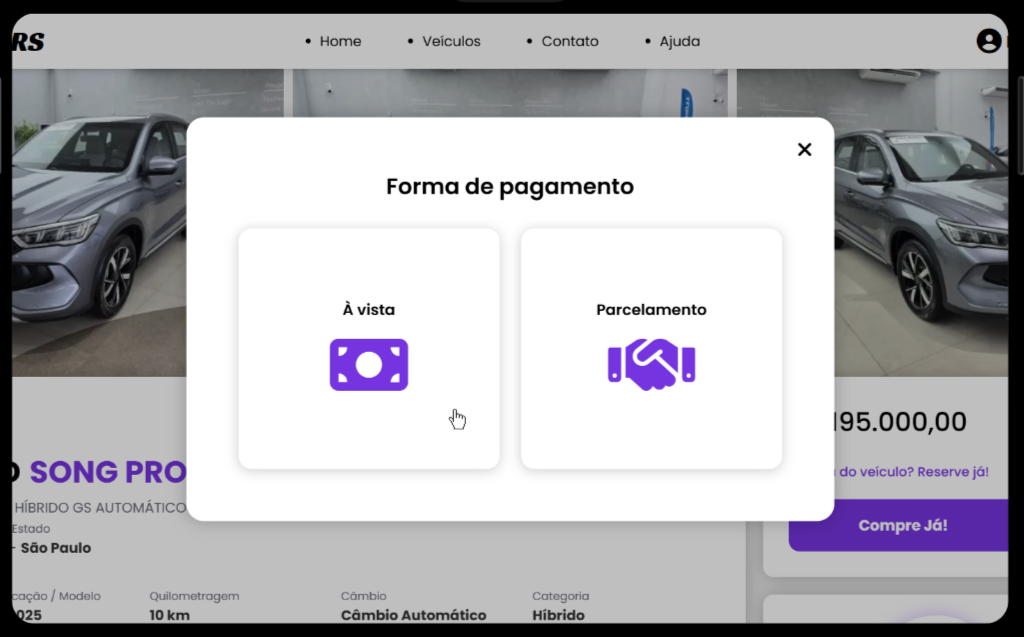 RS
Home
Veículos
Contato
Ajuda
Forma de pagamento
À vista
Parcelamento
195.000,00
SONG PRO
do veículo? Reserve já!
HÍBRIDO GS AUTOMÁTICO
Estado
- São Paulo
Compre Já!
cação / Modelo
Quilometragem
Câmbio
Categoria
025
10 km
Câmbio Automático
Híbrido